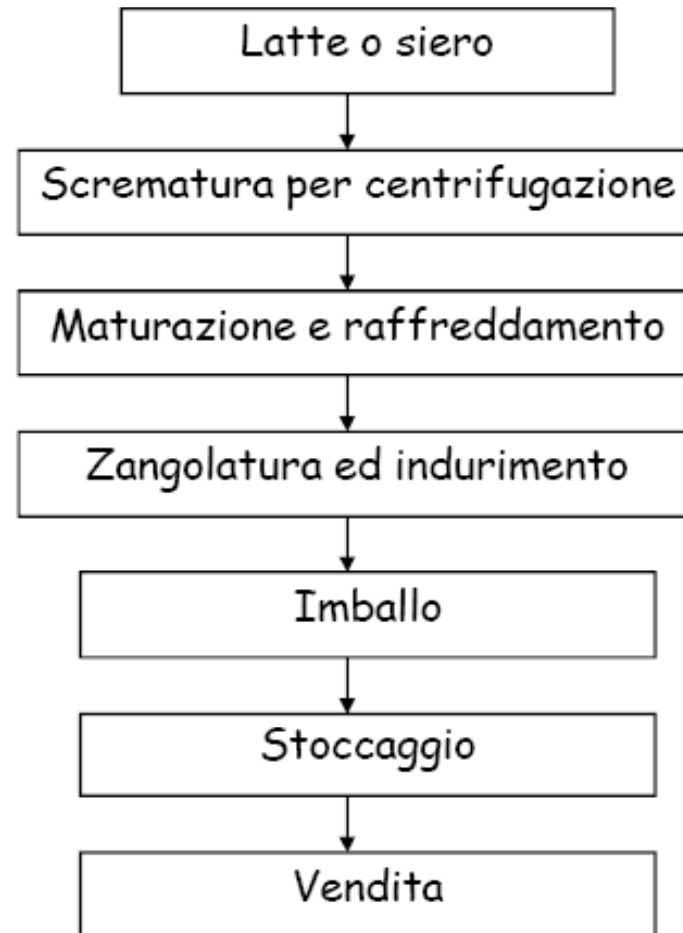 Latte o siero
Scrematura per centrifugazione
Maturazione e raffreddamento
Zangolatura ed indurimento
Imballo
Stoccaggio
Vendita